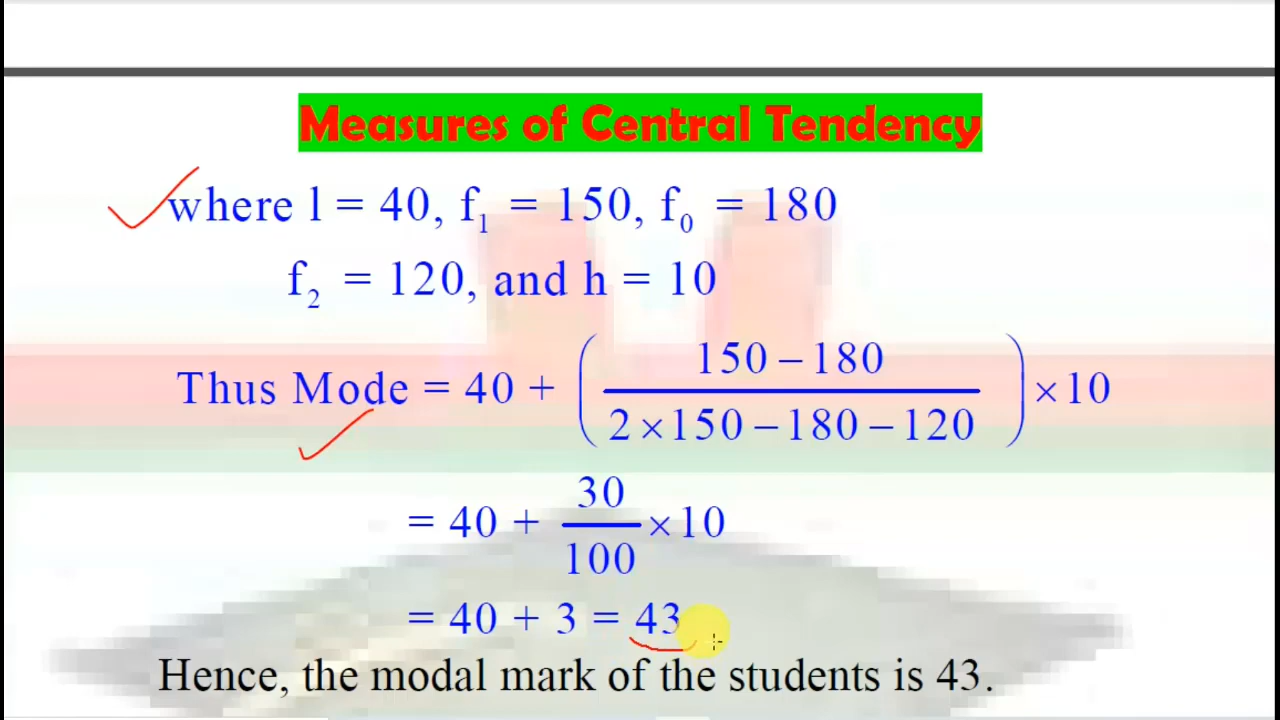 Measures of Central Tendency
where l = 40, f₁ = 150, f₀ = 180
f₂ = 120, and h = 10
Thus Mode = 40 + ( (150 – 180) / (2 × 150 – 180 – 120) ) × 10
= 40 + 30/100 × 10
= 40 + 3 = 43
Hence, the modal mark of the students is 43.